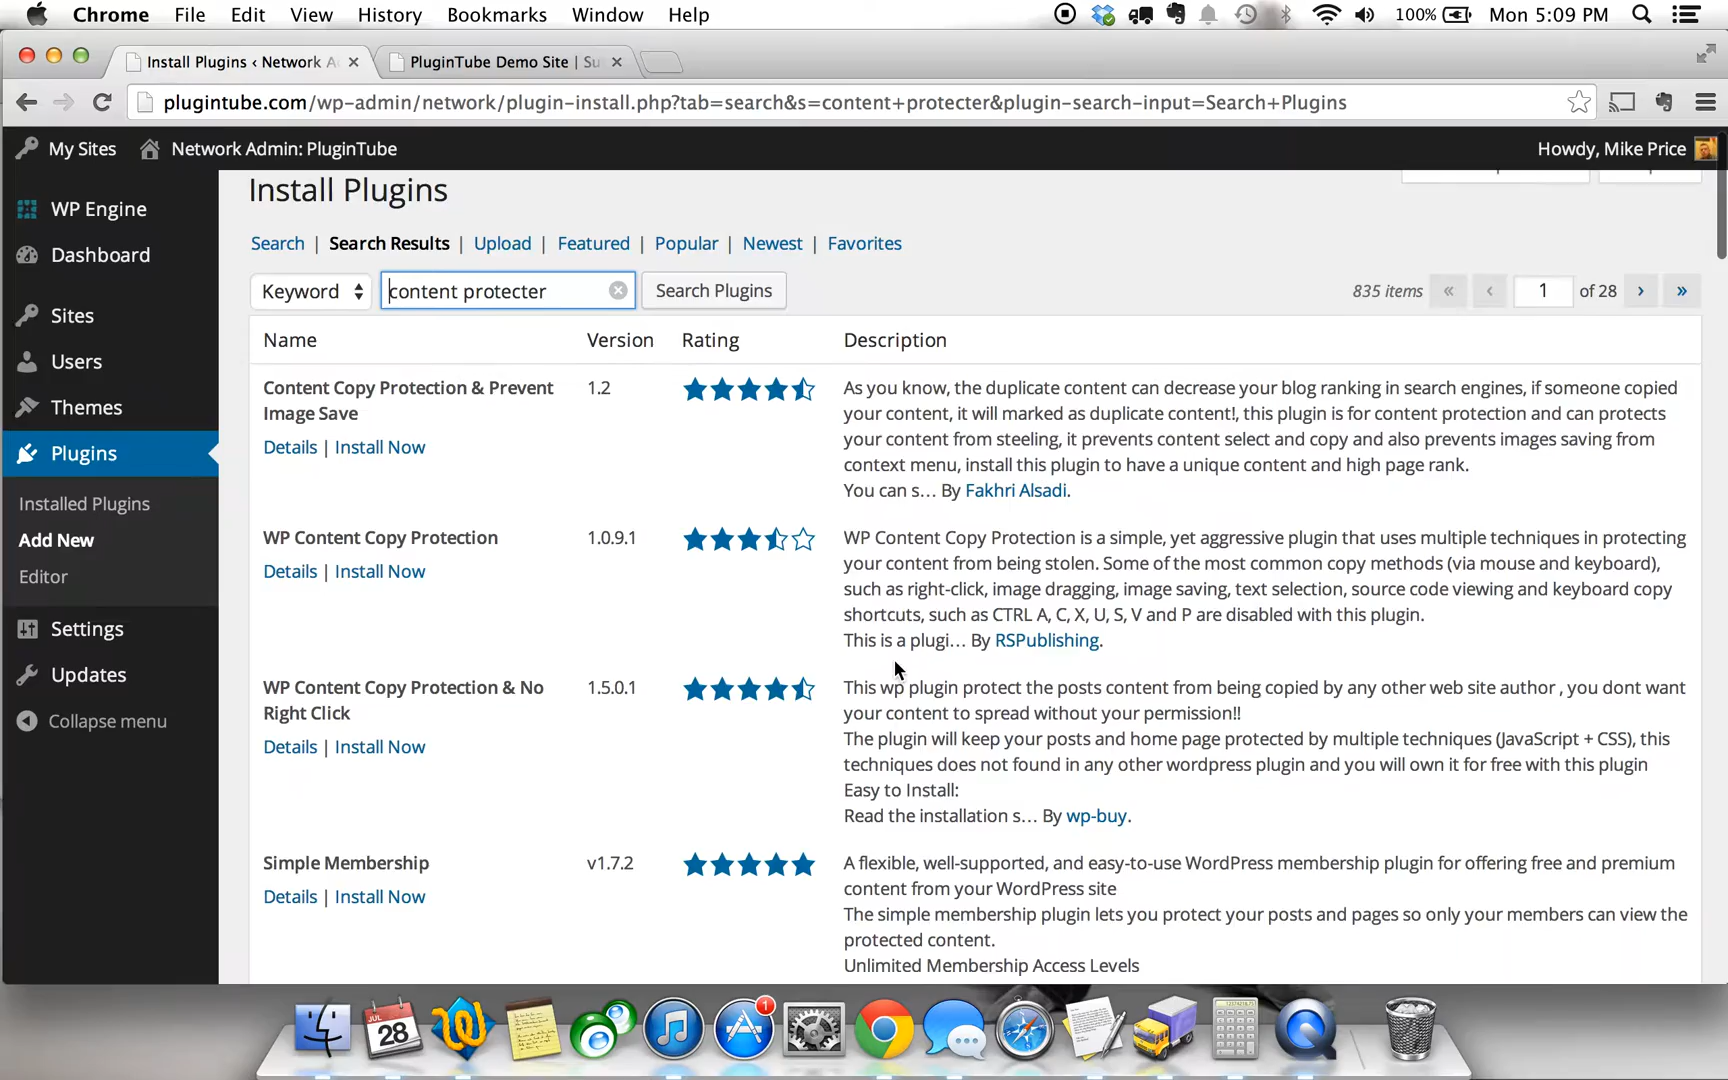 Chrome File Edit View History Bookmarks Window Help 100% Mon 5:09 PM
Install Plugins ‹ Network A PluginTube Demo Site | Su
plugintube.com/wp-admin/network/plugin-install.php?tab=search&s=content+protecter&plugin-search-input=Search+Plugins
My Sites Network Admin: PluginTube Howdy, Mike Price
WP Engine
Dashboard
Sites
Users
Themes
Plugins
Installed Plugins
Add New
Editor
Settings
Updates
Collapse menu
Install Plugins
Search | Search Results | Upload | Featured | Popular | Newest | Favorites
Keyword content protecter Search Plugins 835 items « ‹ 1 of 28 › »
Name Version Rating Description
Content Copy Protection & Prevent
Image Save
Details | Install Now
1.2
As you know, the duplicate content can decrease your blog ranking in search engines, if someone copied
your content, it will marked as duplicate content!, this plugin is for content protection and can protects
your content from steeling, it prevents content select and copy and also prevents images saving from
context menu, install this plugin to have a unique content and high page rank.
You can s… By Fakhri Alsadi.
WP Content Copy Protection
Details | Install Now
1.0.9.1
WP Content Copy Protection is a simple, yet aggressive plugin that uses multiple techniques in protecting
your content from being stolen. Some of the most common copy methods (via mouse and keyboard),
such as right-click, image dragging, image saving, text selection, source code viewing and keyboard copy
shortcuts, such as CTRL A, C, X, U, S, V and P are disabled with this plugin.
This is a plugi… By RSPublishing.
WP Content Copy Protection & No
Right Click
Details | Install Now
1.5.0.1
This wp plugin protect the posts content from being copied by any other web site author , you dont want
your content to spread without your permission!!
The plugin will keep your posts and home page protected by multiple techniques (JavaScript + CSS), this
techniques does not found in any other wordpress plugin and you will own it for free with this plugin
Easy to Install:
Read the installation s… By wp-buy.
Simple Membership
Details | Install Now
v1.7.2
A flexible, well-supported, and easy-to-use WordPress membership plugin for offering free and premium
content from your WordPress site
The simple membership plugin lets you protect your posts and pages so only your members can view the
protected content.
Unlimited Membership Access Levels
JUL
28
1